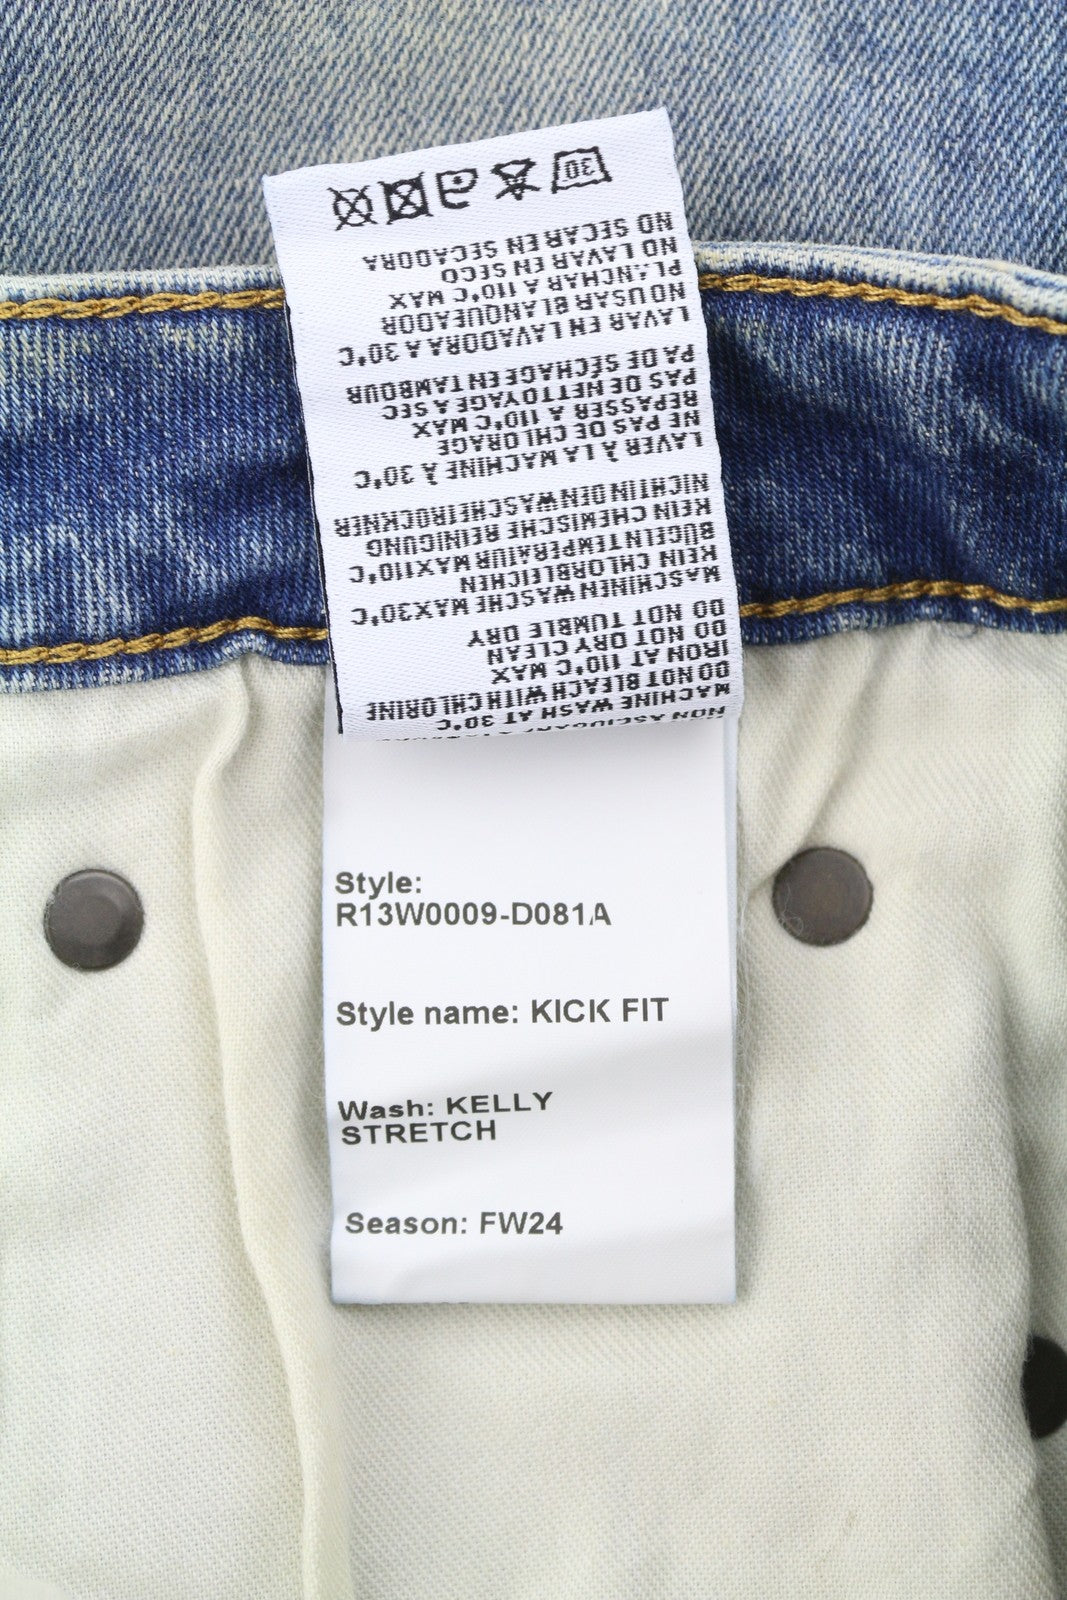 NON ASCIUGARE A
MACHINE WASH AT 30°C
DO NOT BLEACH WITH CHLORINE
IRON AT 110°C MAX
DO NOT DRY CLEAN
DO NOT TUMBLE DRY
MASCHINEN WASCHE MAX30°C
KEIN CHLORBLEICHEN
BÜGELN TEMPERATUR MAX110°C
KEIN CHEMISCHE REINIGUNG
NICHT IN DEN WASCHETROCKNER
LAVER À LA MACHINE À 30°C
NE PAS DE CHLORAGE
REPASSER A 110°C MAX
PAS DE NETTOYAGE A SEC
PA DE SÉCHAGE EN TAMBOUR
LAVAR EN LAVADORA A 30°C
NO USAR BLANQUEADOR
PLANCHAR A 110°C MAX
NO LAVAR EN SECO
NO SECAR EN SECADORA
30
Style:
R13W0009-D081A
Style name: KICK FIT
Wash: KELLY
STRETCH
Season: FW24